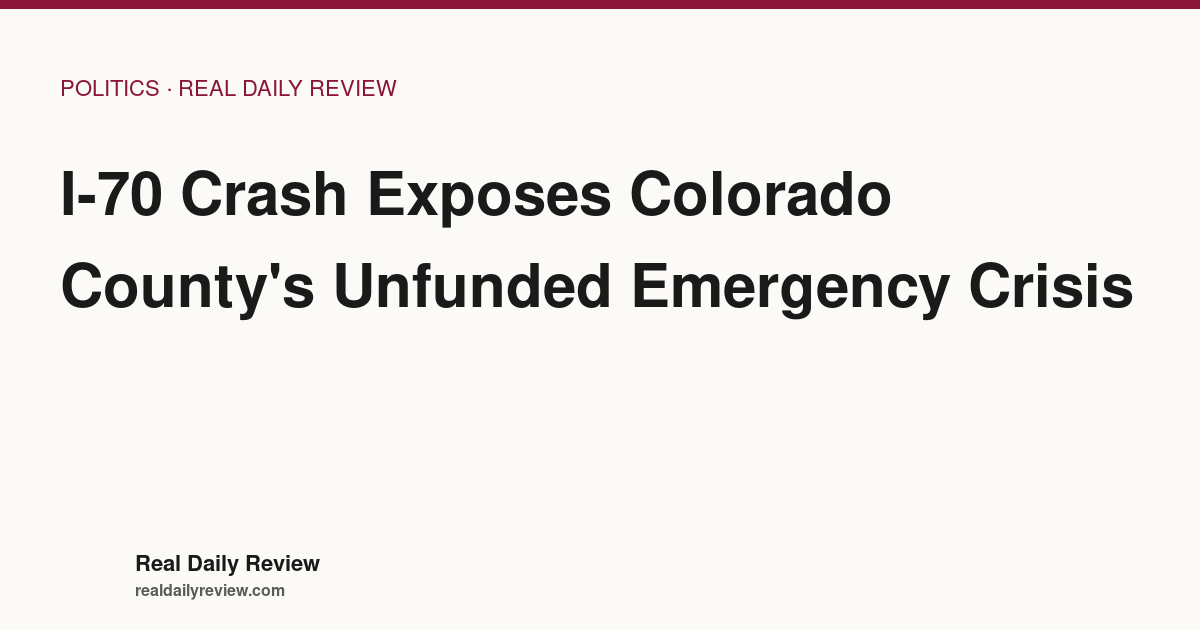 POLITICS · REAL DAILY REVIEW
I-70 Crash Exposes Colorado
County's Unfunded Emergency Crisis
Real Daily Review
realdailyreview.com